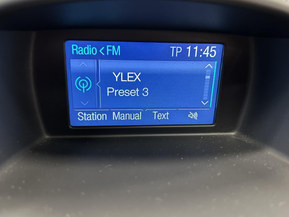 Radio < FM TP 11:45
YLEX
Preset 3
Station Manual Text